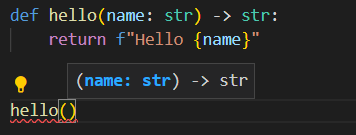 def hello(name: str) -> str:
    return f"Hello {name}"
(name: str) -> str
hello()